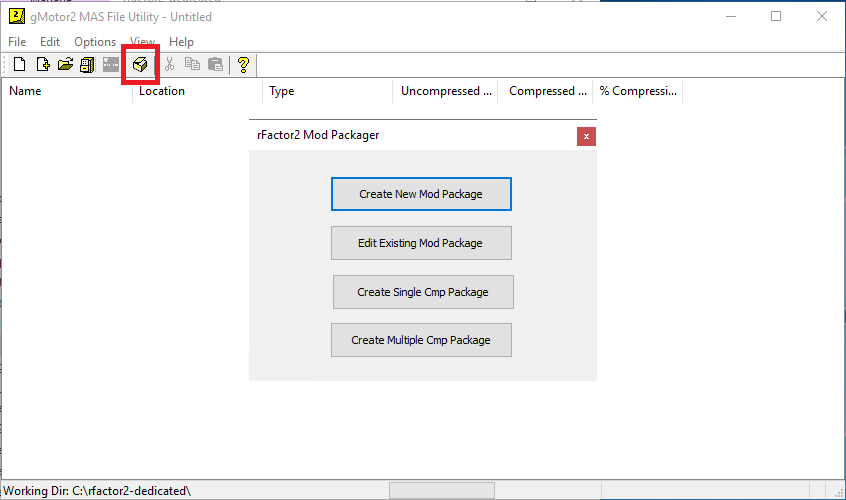 gMotor2 MAS File Utility - Untitled
File Edit Options View Help
Name Location Type Uncompressed ... Compressed ... % Compressi...
rFactor2 Mod Packager
Create New Mod Package
Edit Existing Mod Package
Create Single Cmp Package
Create Multiple Cmp Package
Working Dir: C:\rfactor2-dedicated\